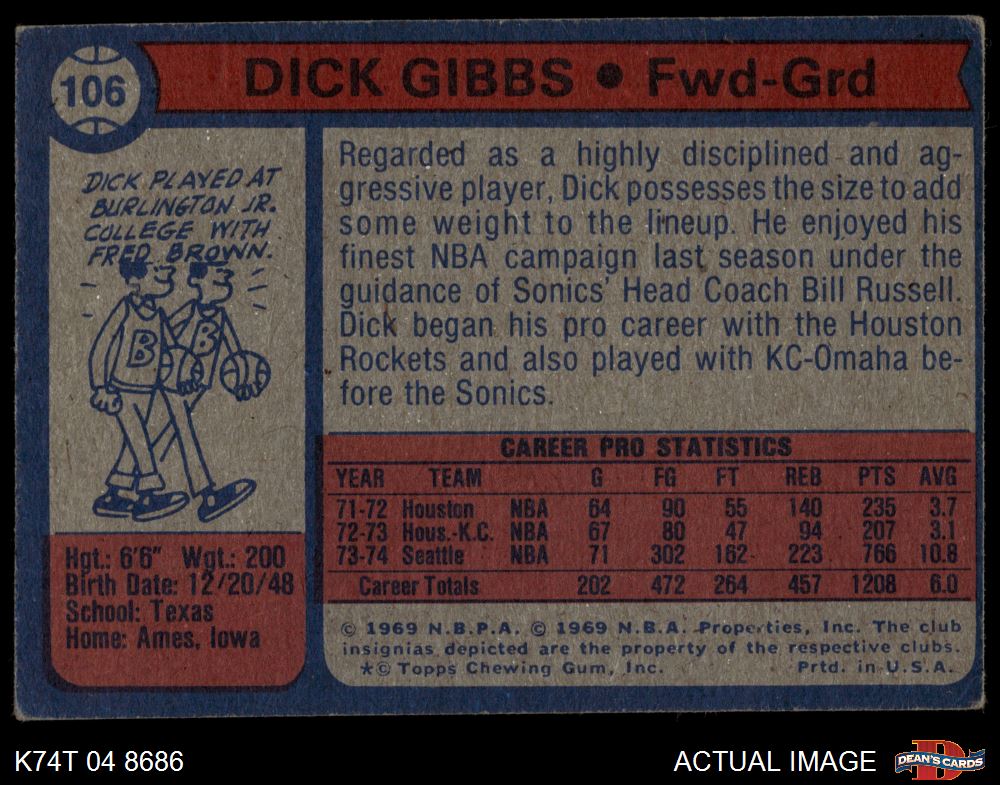 106
DICK GIBBS • Fwd-Grd
DICK PLAYED AT
BURLINGTON JR.
COLLEGE WITH
FRED BROWN.
B
B
Hgt.: 6'6" Wgt.: 200
Birth Date: 12/20/48
School: Texas
Home: Ames, Iowa
Regarded as a highly disciplined and ag-
gressive player, Dick possesses the size to add
some weight to the lineup. He enjoyed his
finest NBA campaign last season under the
guidance of Sonics' Head Coach Bill Russell.
Dick began his pro career with the Houston
Rockets and also played with KC-Omaha be-
fore the Sonics.
CAREER PRO STATISTICS
YEAR TEAM G FG FT REB PTS AVG
71-72 Houston NBA 64 90 55 140 235 3.7
72-73 Hous.-K.C. NBA 67 80 47 94 207 3.1
73-74 Seattle NBA 71 302 162 223 766 10.8
Career Totals 202 472 264 457 1208 6.0
© 1969 N.B.P.A. © 1969 N.B.A. Properties, Inc. The club
insignias depicted are the property of the respective clubs.
*© Topps Chewing Gum, Inc. Prtd. in U.S.A.
K74T 04 8686 ACTUAL IMAGE
D
DEAN'S CARDS